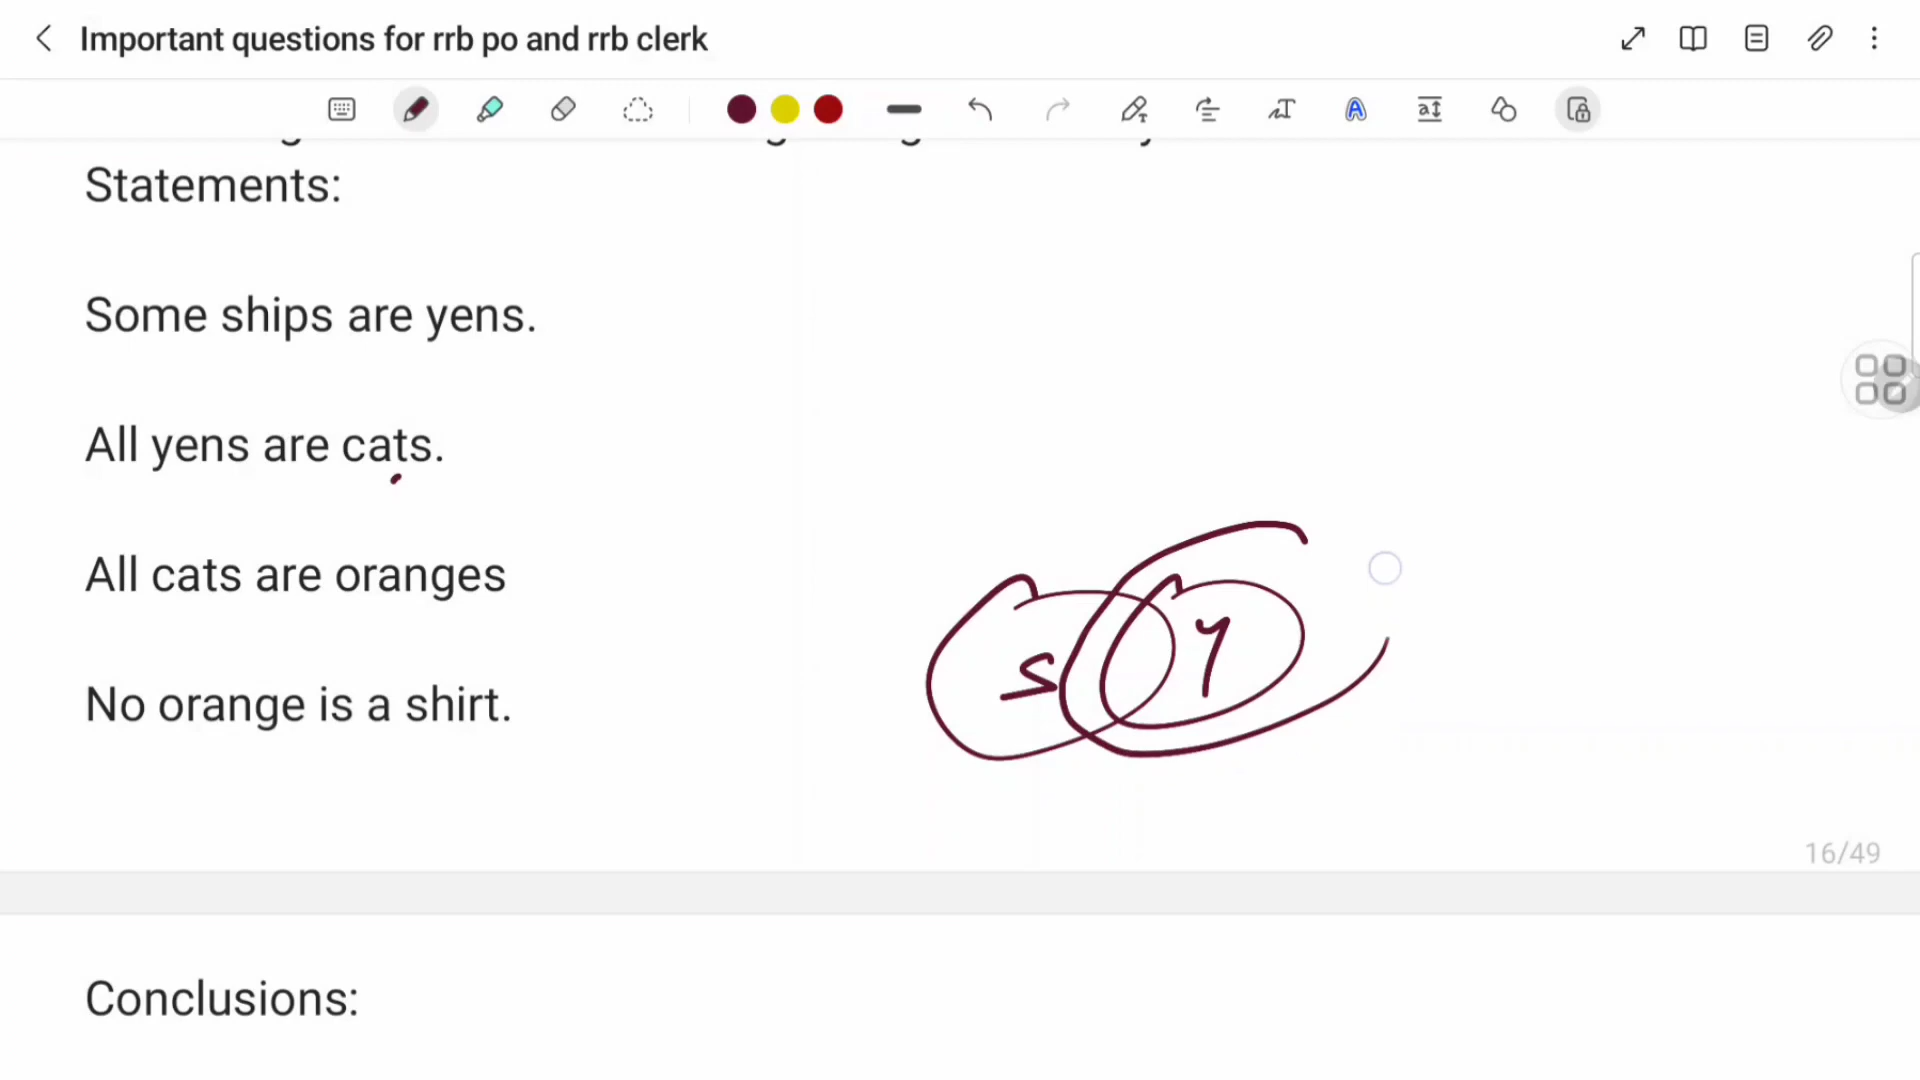 Important questions for rrb po and rrb clerk
Statements:
Some ships are yens.
All yens are cats.
All cats are oranges
No orange is a shirt.
S Y
16/49
Conclusions: